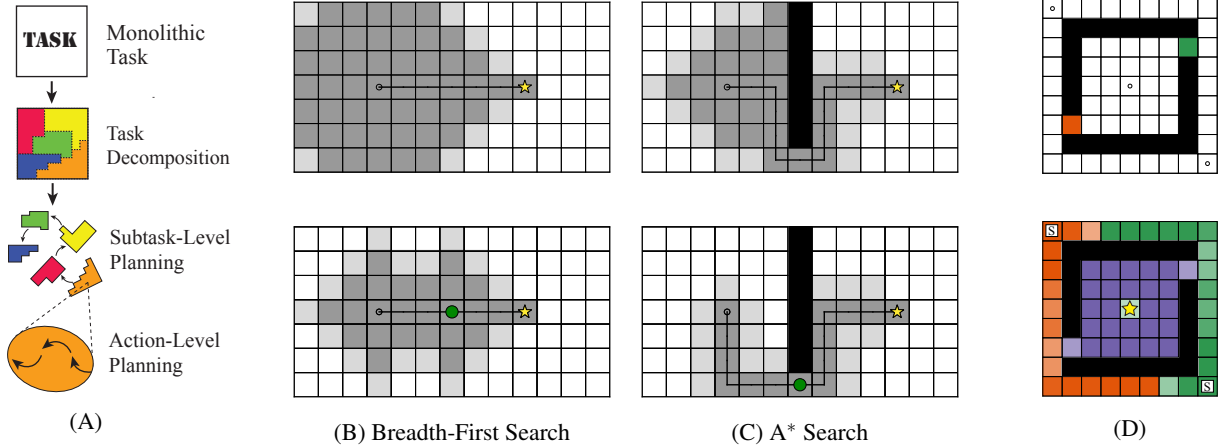 TASK
Monolithic
Task
Task
Decomposition
Subtask-Level
Planning
Action-Level
Planning
(A)
(B) Breadth-First Search
(C) A* Search
S
S
(D)